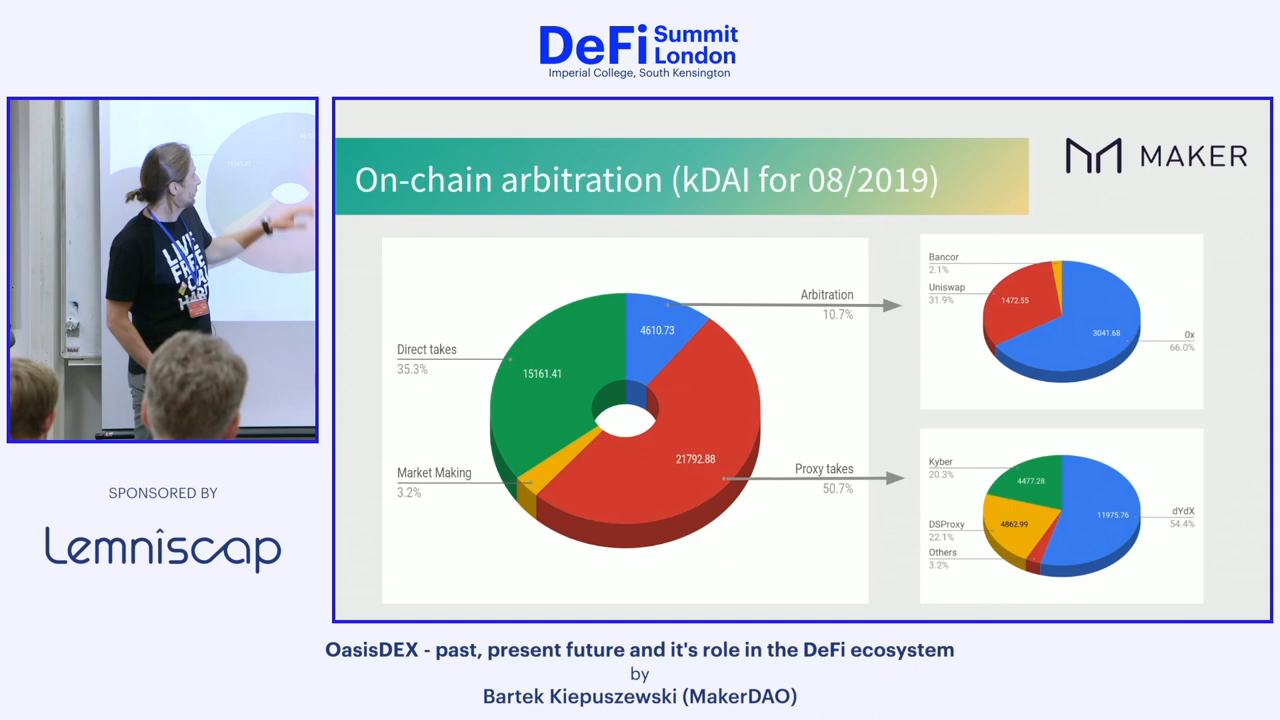 DeFi Summit London
Imperial College, South Kensington
LIVE
FREE
MAKER
On-chain arbitration (kDAI for 08/2019)
Arbitration
10.7%
4610.73
Direct takes
35.3%
15161.41
21792.88
Market Making
3.2%
Proxy takes
50.7%
Bancor
2.1%
Uniswap
31.9%
1472.55
3041.68
0x
66.0%
Kyber
20.3%
4477.28
11975.76
dYdX
54.4%
DSProxy
22.1%
4862.99
Others
3.2%
SPONSORED BY
Lemniscap
OasisDEX - past, present future and it's role in the DeFi ecosystem
by
Bartek Kiepuszewski (MakerDAO)